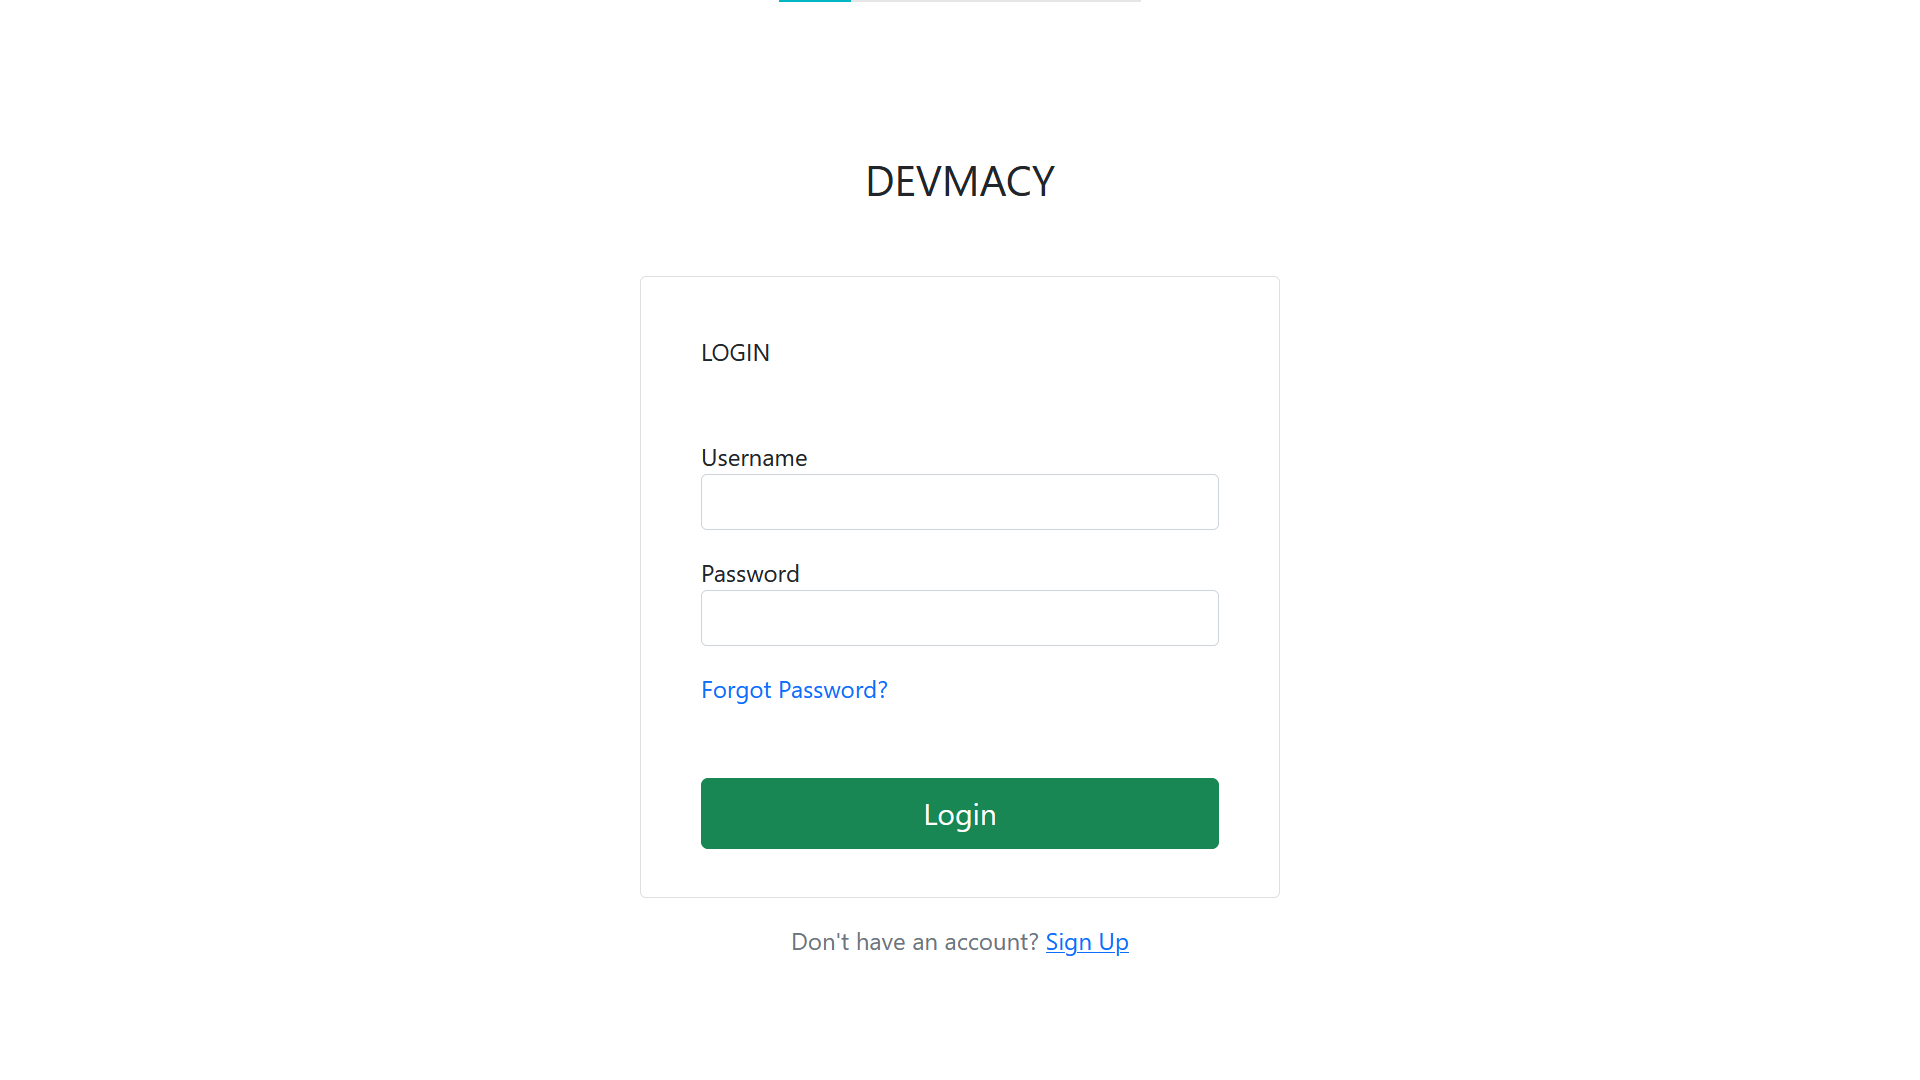 DEVMACY
LOGIN
Username
Password
Forgot Password?
Login
Don't have an account? Sign Up